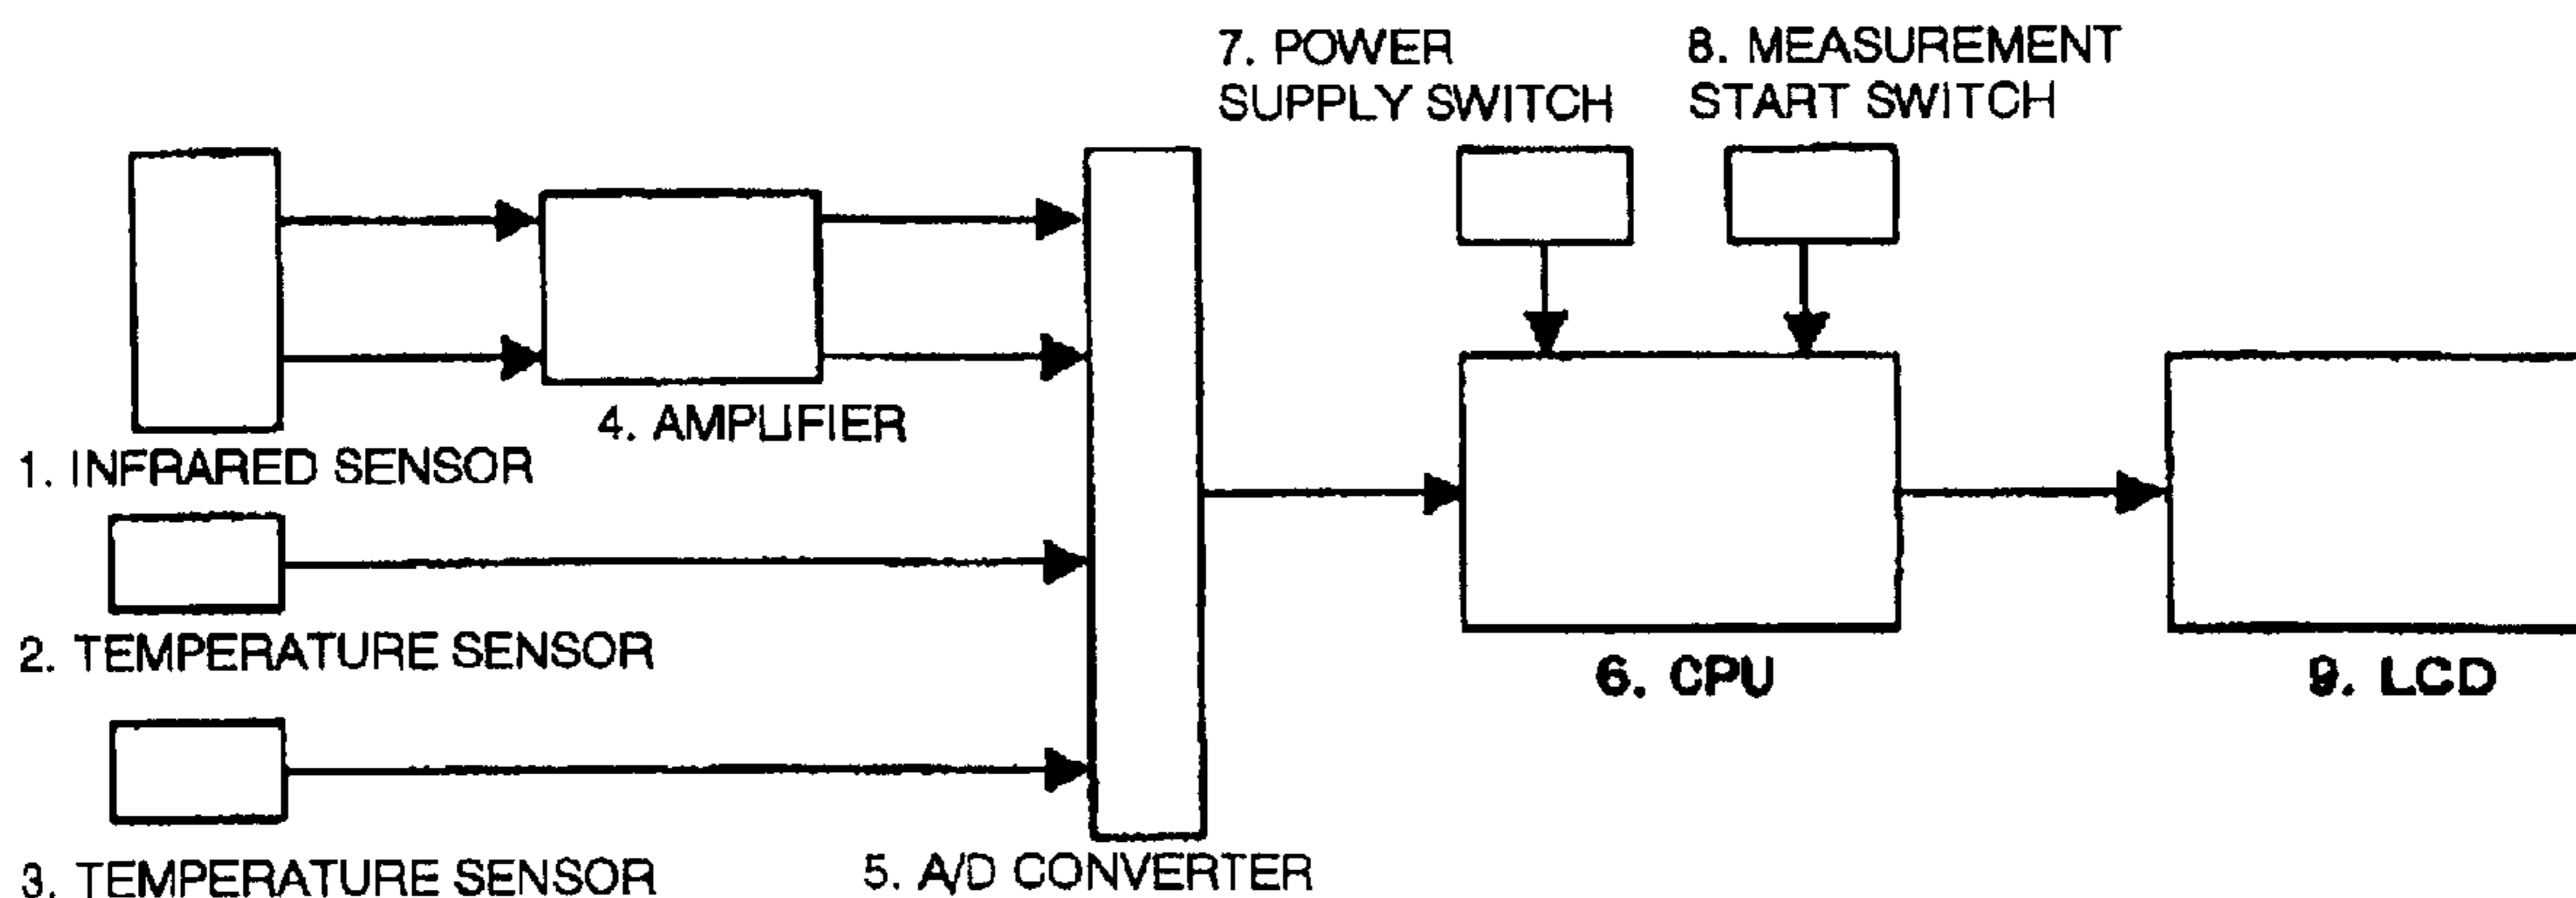 7. POWER
SUPPLY SWITCH
8. MEASUREMENT
START SWITCH
4. AMPLIFIER
1. INFRARED SENSOR
2. TEMPERATURE SENSOR
6. CPU
9. LCD
3. TEMPERATURE SENSOR
5. A/D CONVERTER